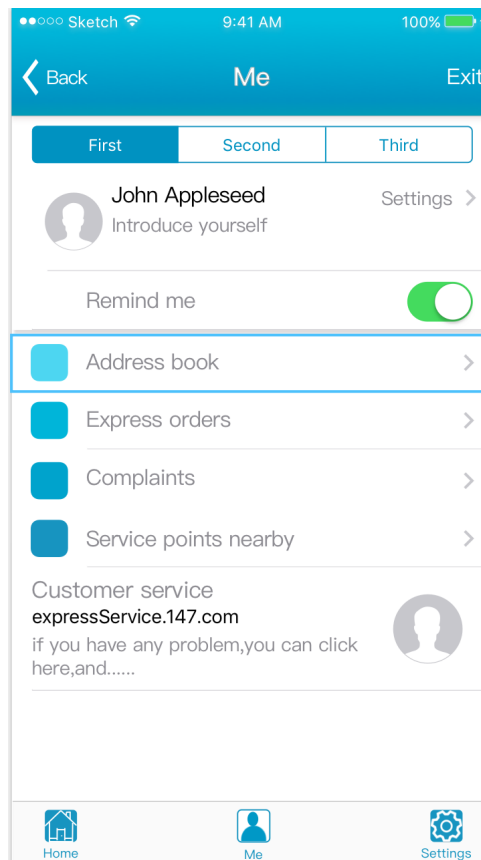 Sketch 9:41 AM 100%
Back Me Exit
First Second Third
John Appleseed
Introduce yourself
Settings
Remind me
Address book
Express orders
Complaints
Service points nearby
Customer service
expressService.147.com
if you have any problem,you can click
here,and......
Home Me Settings